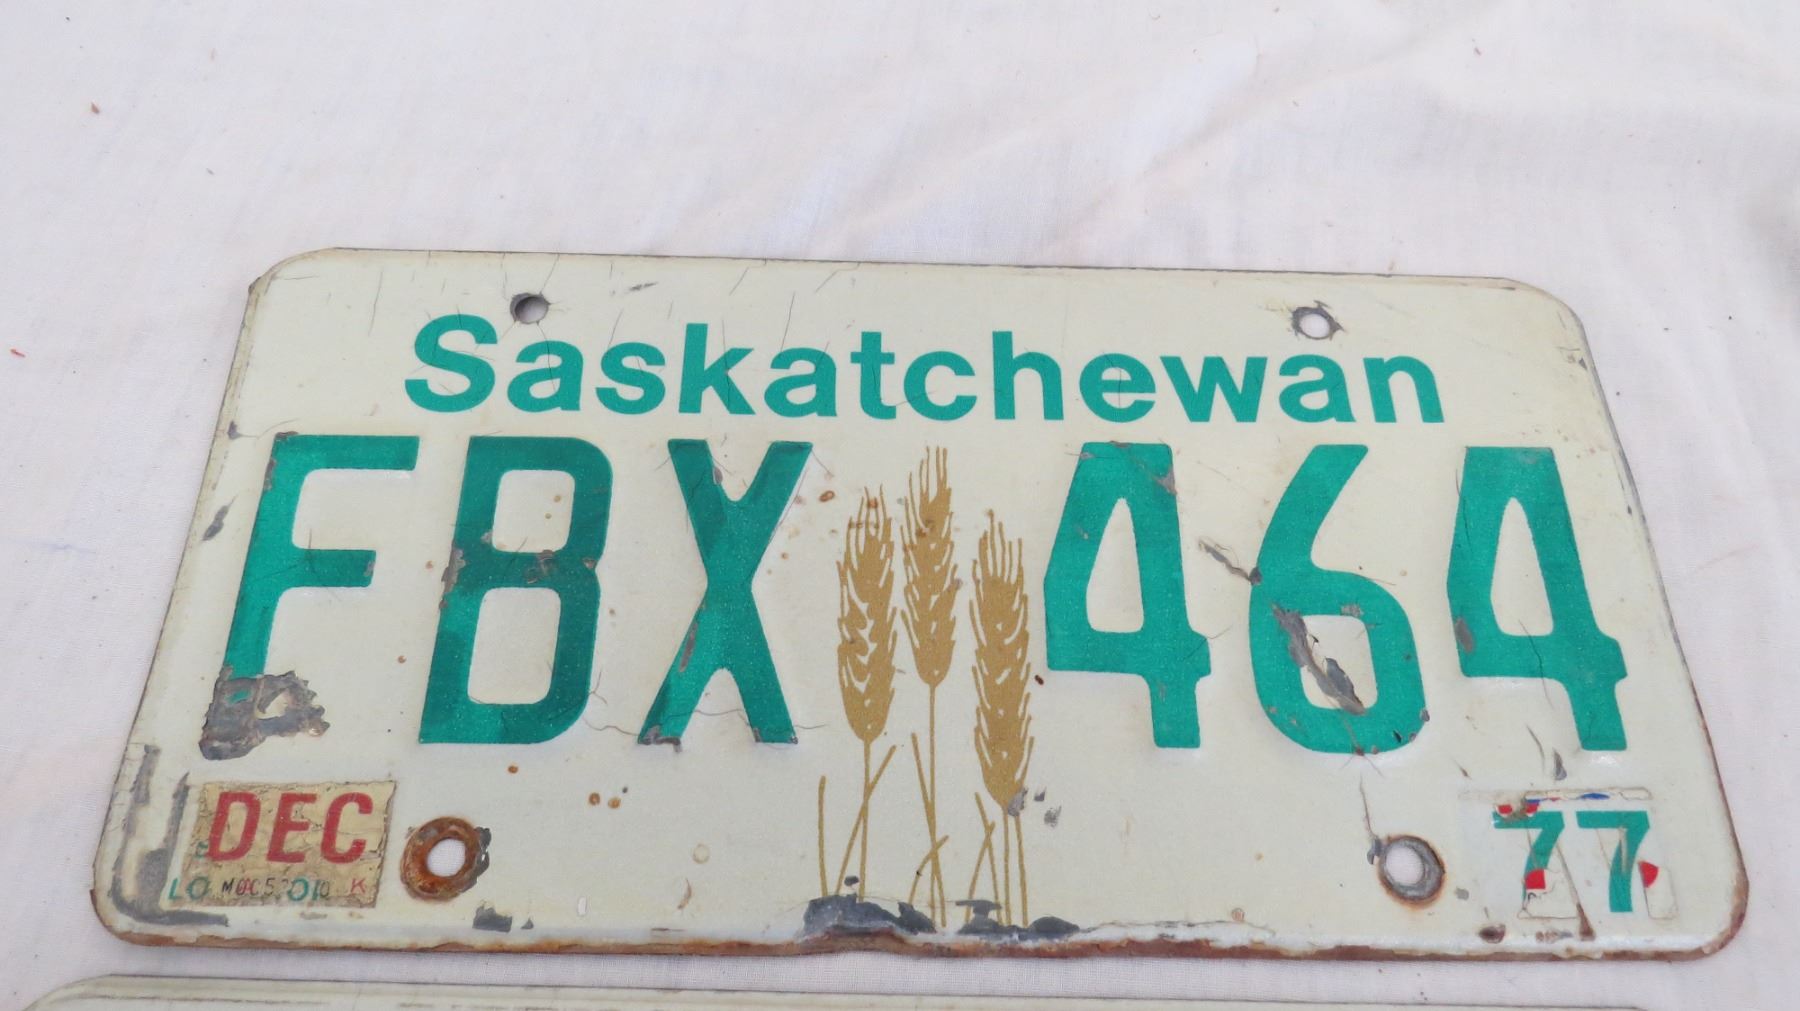 Saskatchewan
FBX 464
DEC 77